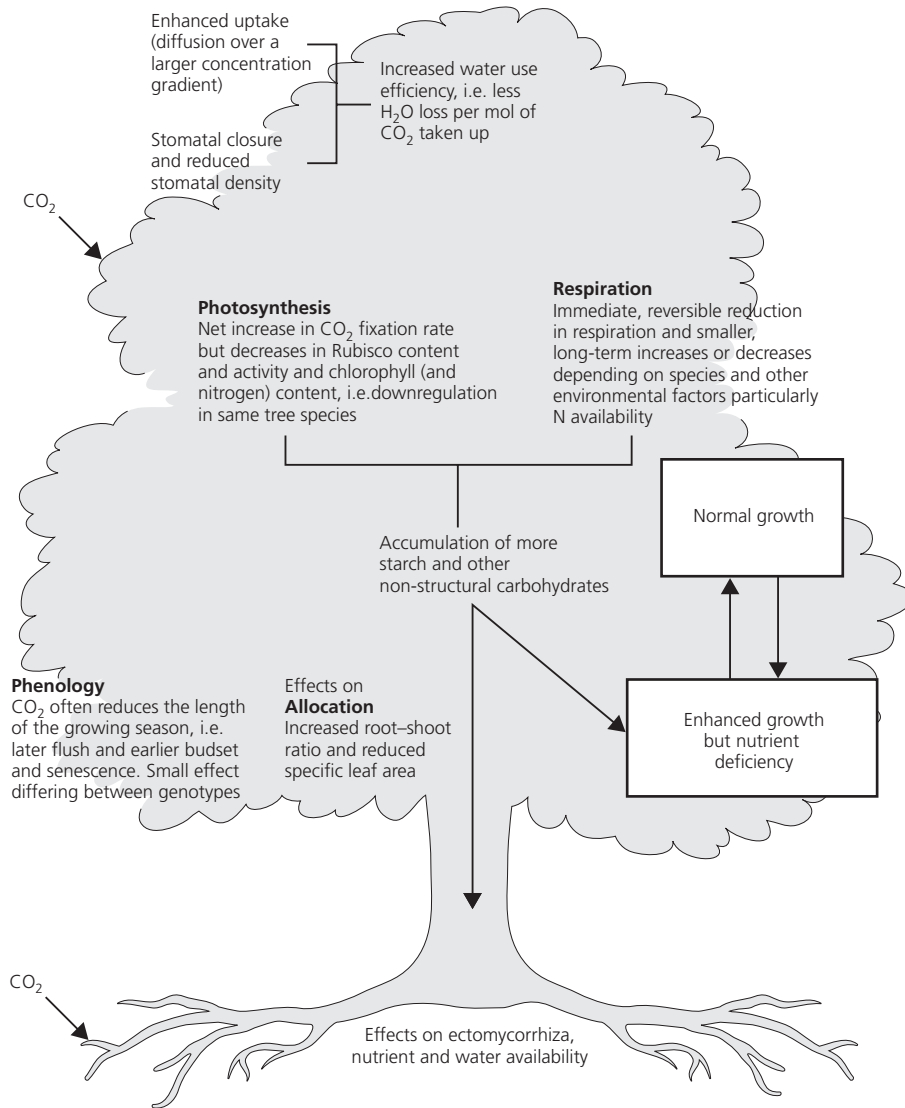 Enhanced uptake
(diffusion over a
larger concentration
gradient)
Increased water use
efficiency, i.e. less
H₂O loss per mol of
CO₂ taken up
Stomatal closure
and reduced
stomatal density
CO₂
Photosynthesis
Net increase in CO₂ fixation rate
but decreases in Rubisco content
and activity and chlorophyll (and
nitrogen) content, i.e.downregulation
in same tree species
Respiration
Immediate, reversible reduction
in respiration and smaller,
long-term increases or decreases
depending on species and other
environmental factors particularly
N availability
Normal growth
Accumulation of more
starch and other
non-structural carbohydrates
Phenology
CO₂ often reduces the length
of the growing season, i.e.
later flush and earlier budset
and senescence. Small effect
differing between genotypes
Effects on
Allocation
Increased root–shoot
ratio and reduced
specific leaf area
Enhanced growth
but nutrient
deficiency
CO₂
Effects on ectomycorrhiza,
nutrient and water availability